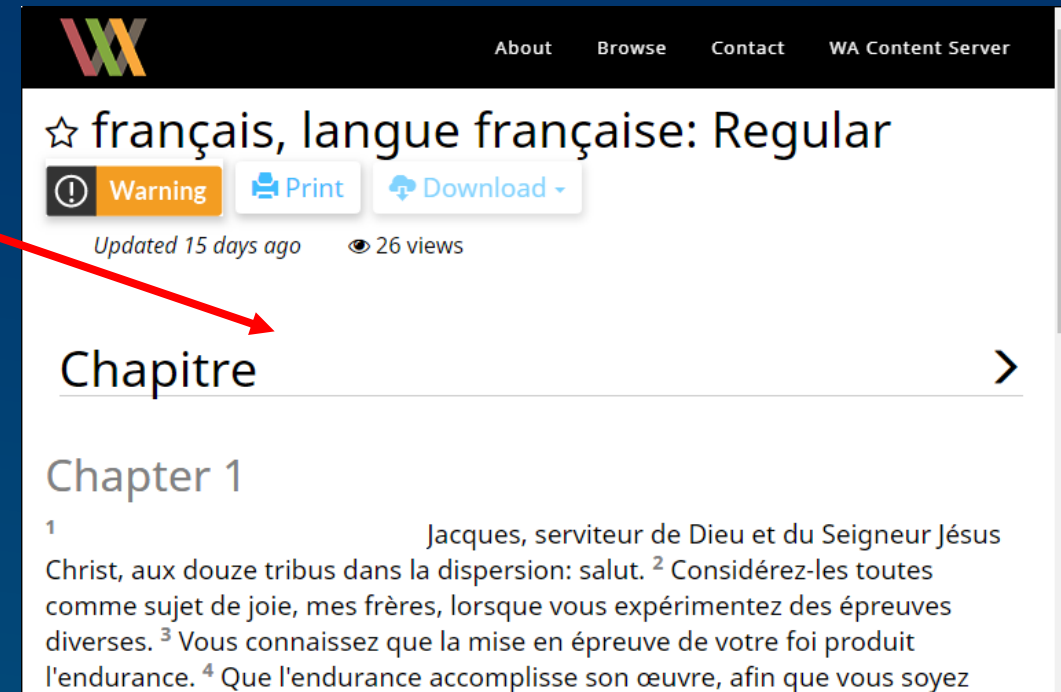 About Browse Contact WA Content Server
français, langue française: Regular
Warning Print Download
Updated 15 days ago 26 views
Chapitre
Chapter 1
1 Jacques, serviteur de Dieu et du Seigneur Jésus
Christ, aux douze tribus dans la dispersion: salut. 2 Considérez-les toutes
comme sujet de joie, mes frères, lorsque vous expérimentez des épreuves
diverses. 3 Vous connaissez que la mise en épreuve de votre foi produit
l'endurance. 4 Que l'endurance accomplisse son œuvre, afin que vous soyez